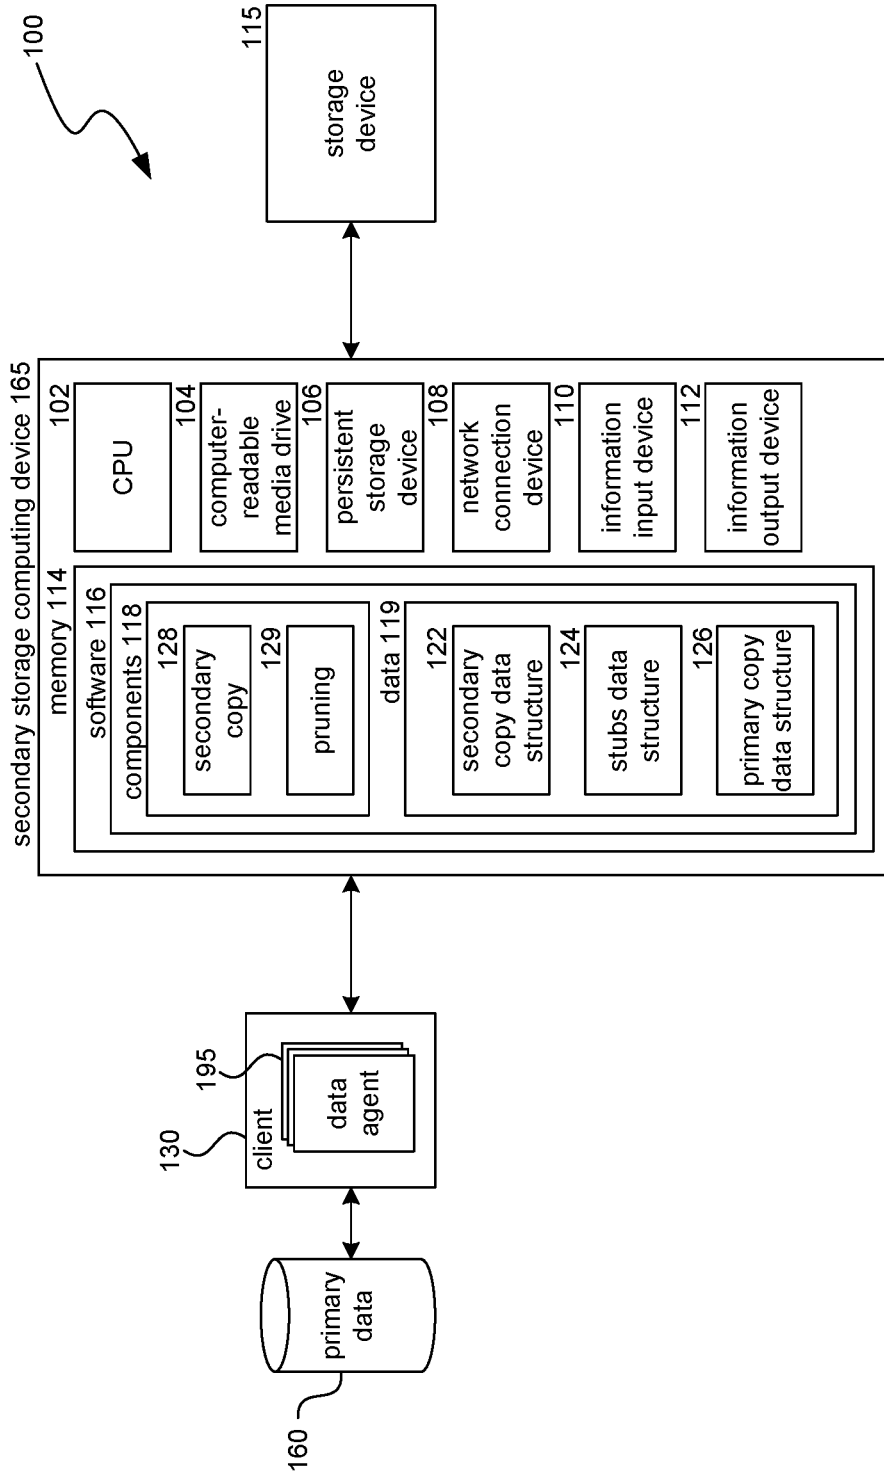 100
secondary storage computing device 165
memory 114
software 116
components 118
128
secondary
copy
129
pruning
data 119
122
secondary
copy data
structure
124
stubs data
structure
126
primary copy
data structure
102
CPU
104
computer-
readable
media drive
106
persistent
storage
device
108
network
connection
device
110
information
input device
112
information
output device
115
storage
device
130
client
195
data
agent
160
primary
data